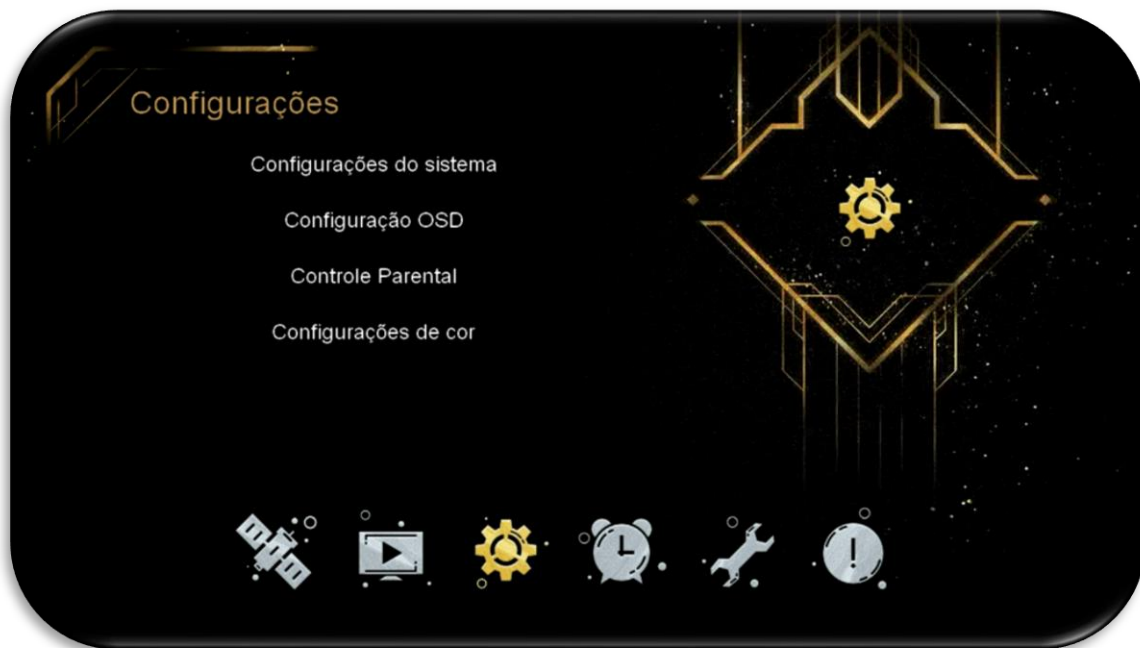 Configurações
Configurações do sistema
Configuração OSD
Controle Parental
Configurações de cor